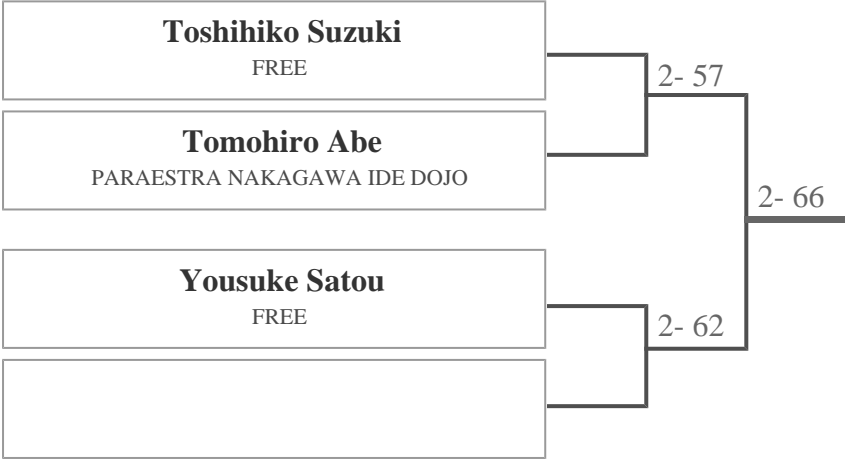 Toshihiko Suzuki
FREE
2- 57
Tomohiro Abe
PARAESTRA NAKAGAWA IDE DOJO
2- 66
Yousuke Satou
FREE
2- 62